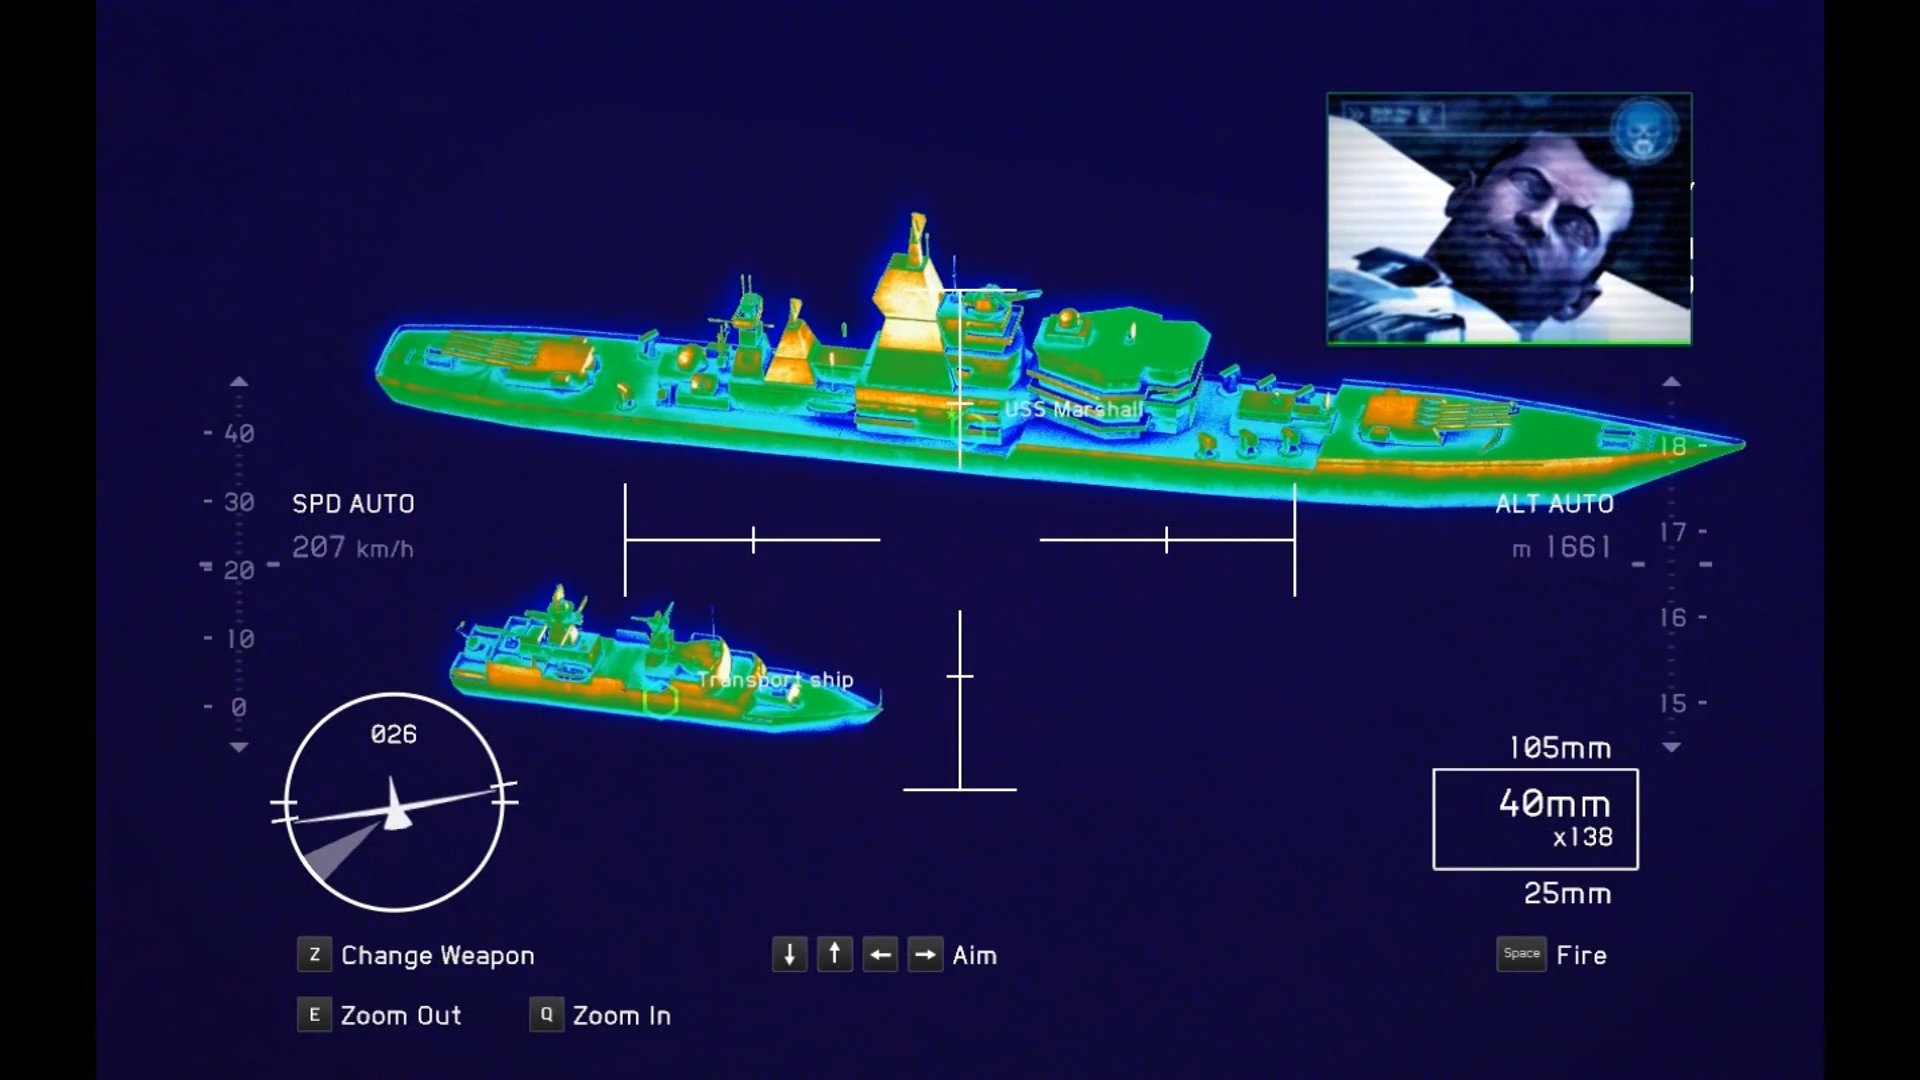 USS Marshall
- 40
- 30
- 20 -
- 10
- 0
SPD AUTO
207 km/h
18 -
17 -
16 -
15 -
ALT AUTO
m 1661
Transport ship
026
105mm
40mm
x138
25mm
Z Change Weapon
↓ ↑ ← → Aim
Space Fire
E Zoom Out
Q Zoom In